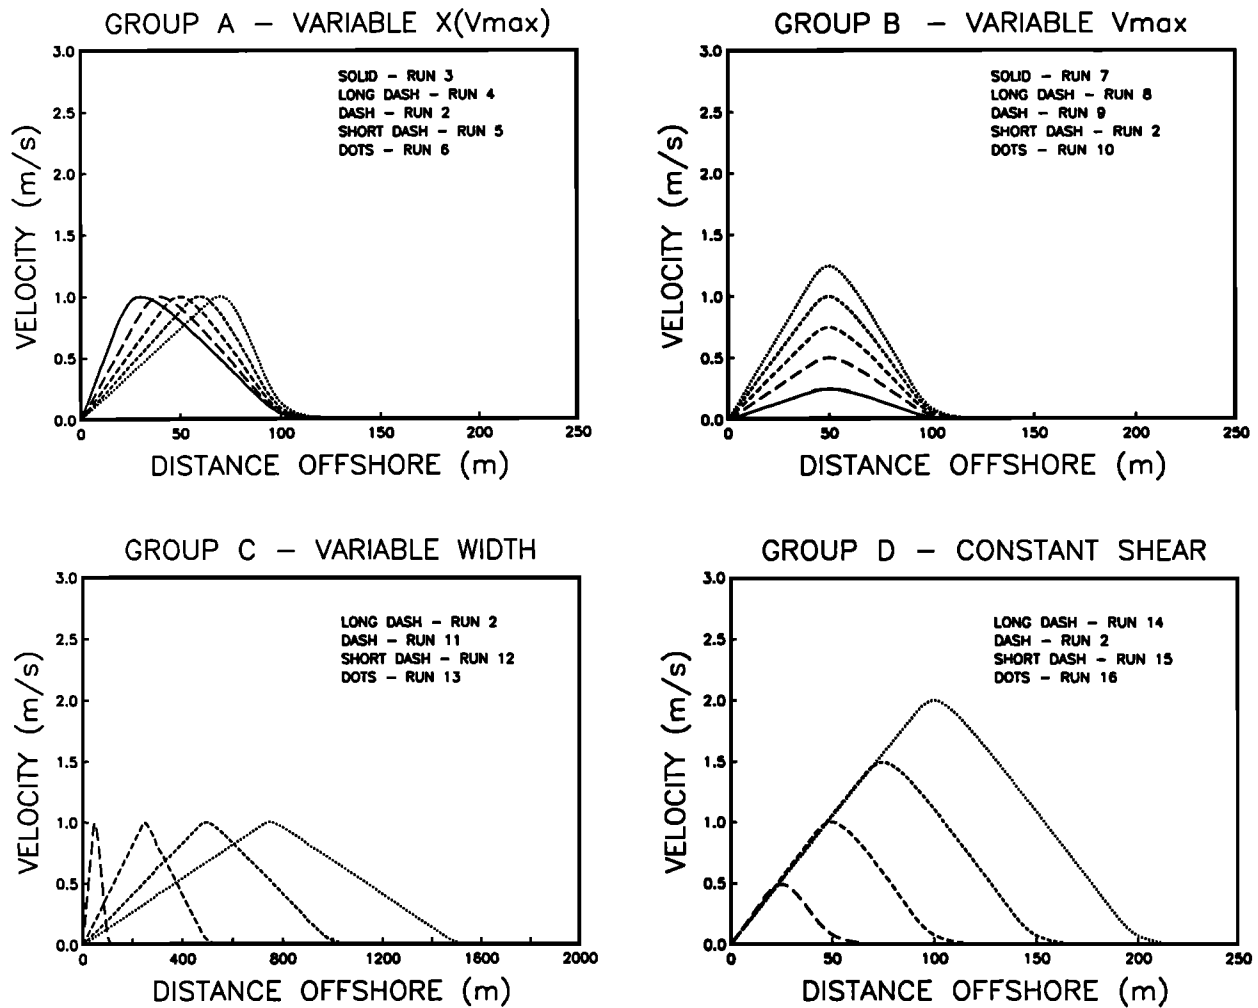 GROUP A – VARIABLE X(Vmax)
3.0
2.5
2.0
1.5
1.0
0.5
0.0
VELOCITY (m/s)
SOLID – RUN 3
LONG DASH – RUN 4
DASH – RUN 2
SHORT DASH – RUN 5
DOTS – RUN 6
0 50 100 150 200 250
DISTANCE OFFSHORE (m)
GROUP B – VARIABLE Vmax
3.0
2.5
2.0
1.5
1.0
0.5
0.0
VELOCITY (m/s)
SOLID – RUN 7
LONG DASH – RUN 8
DASH – RUN 9
SHORT DASH – RUN 2
DOTS – RUN 10
0 50 100 150 200 250
DISTANCE OFFSHORE (m)
GROUP C – VARIABLE WIDTH
3.0
2.5
2.0
1.5
1.0
0.5
0.0
VELOCITY (m/s)
LONG DASH – RUN 2
DASH – RUN 11
SHORT DASH – RUN 12
DOTS – RUN 13
0 400 800 1200 1600 2000
DISTANCE OFFSHORE (m)
GROUP D – CONSTANT SHEAR
3.0
2.5
2.0
1.5
1.0
0.5
0.0
VELOCITY (m/s)
LONG DASH – RUN 14
DASH – RUN 2
SHORT DASH – RUN 15
DOTS – RUN 16
0 50 100 150 200 250
DISTANCE OFFSHORE (m)